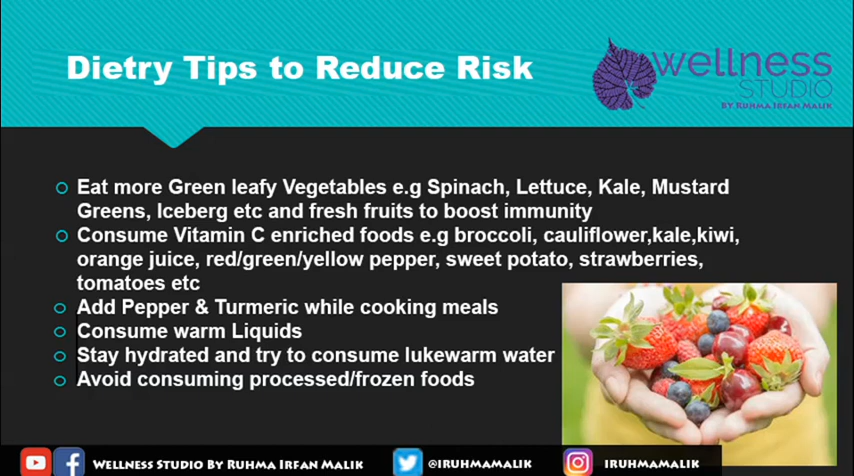 Dietry Tips to Reduce Risk
wellness
STUDIO
BY RUHMA IRFAN MALIK
Eat more Green leafy Vegetables e.g Spinach, Lettuce, Kale, Mustard
Greens, Iceberg etc and fresh fruits to boost immunity
Consume Vitamin C enriched foods e.g broccoli, cauliflower,kale,kiwi,
orange juice, red/green/yellow pepper, sweet potato, strawberries,
tomatoes etc
Add Pepper & Turmeric while cooking meals
Consume warm Liquids
Stay hydrated and try to consume lukewarm water
Avoid consuming processed/frozen foods
WELLNESS STUDIO BY RUHMA IRFAN MALIK
@IRUHMAMALIK
IRUHMAMALIK